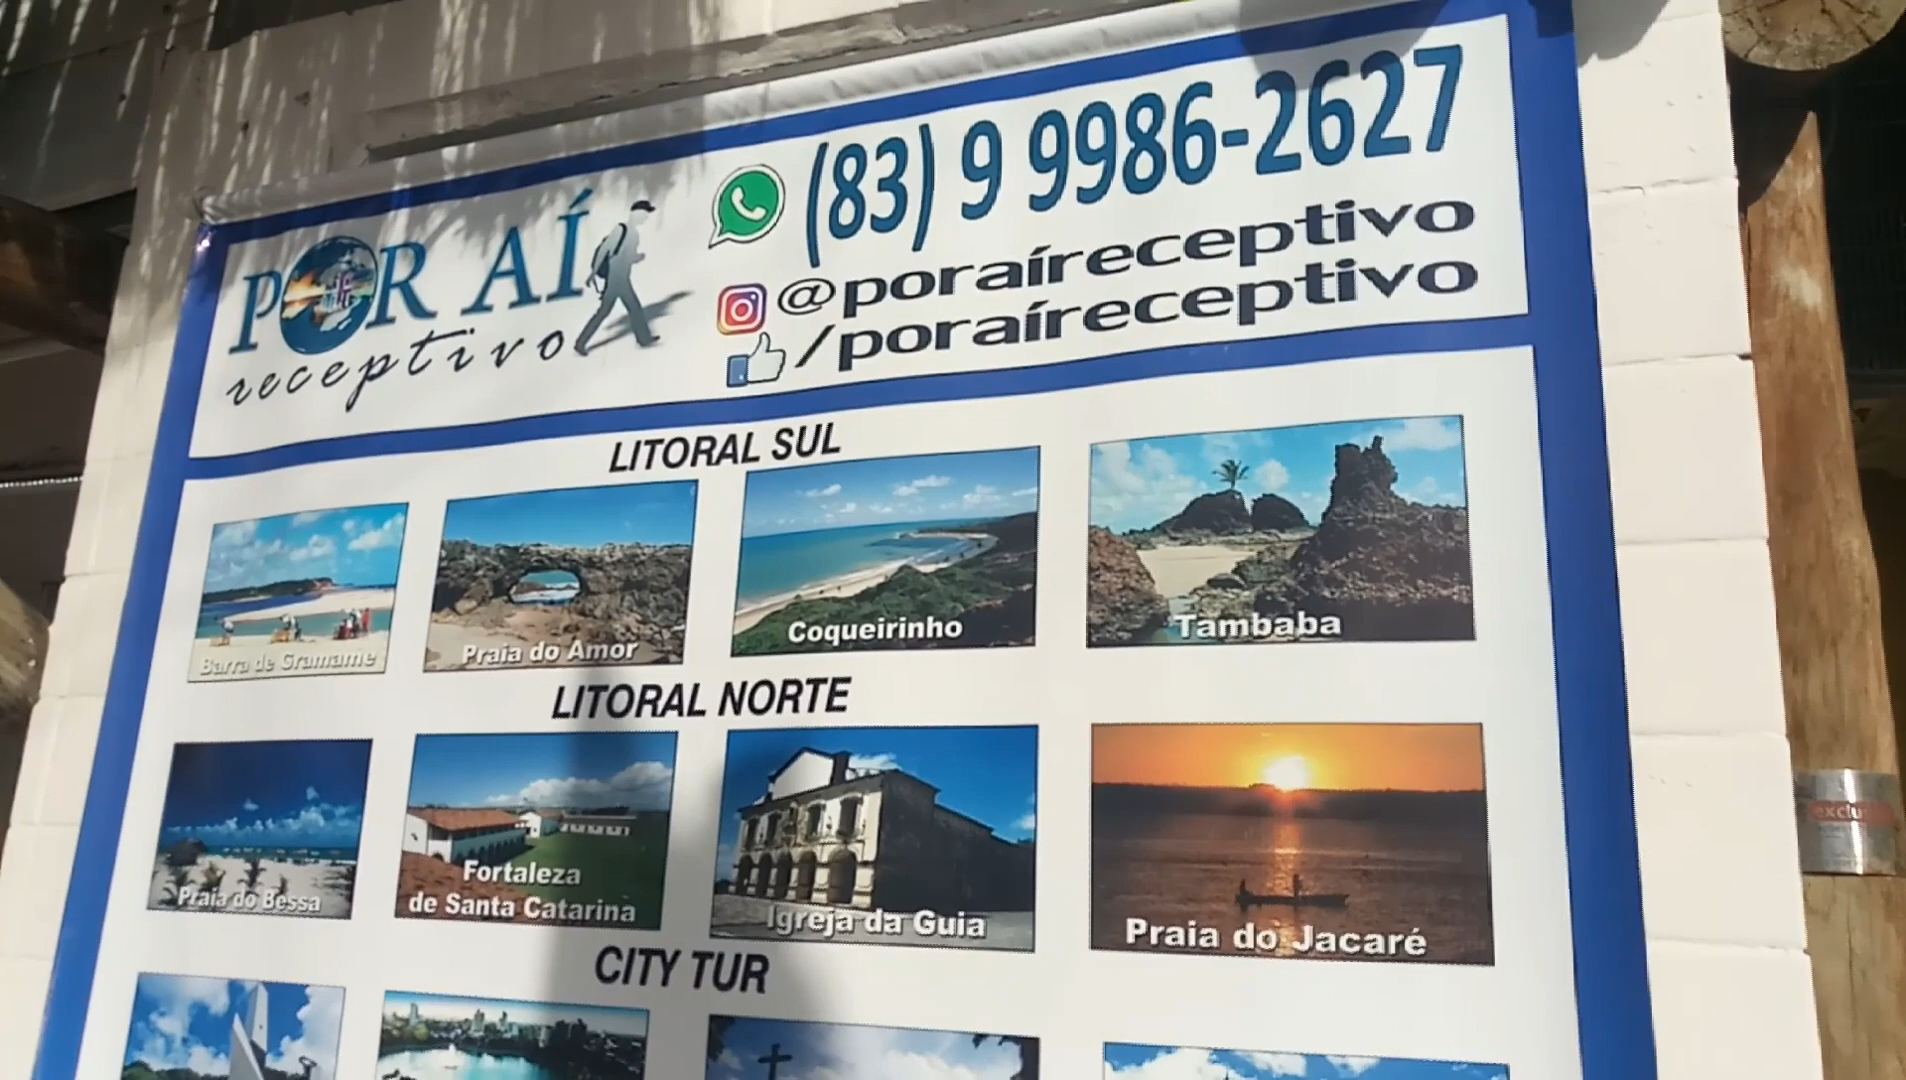 POR AÍ
receptivo
(83) 9 9986-2627
@poraíreceptivo
/poraíreceptivo
LITORAL SUL
Barra de Gramame
Praia do Amor
Coqueirinho
Tambaba
LITORAL NORTE
Praia do Bessa
Fortaleza
de Santa Catarina
Igreja da Guia
Praia do Jacaré
CITY TUR